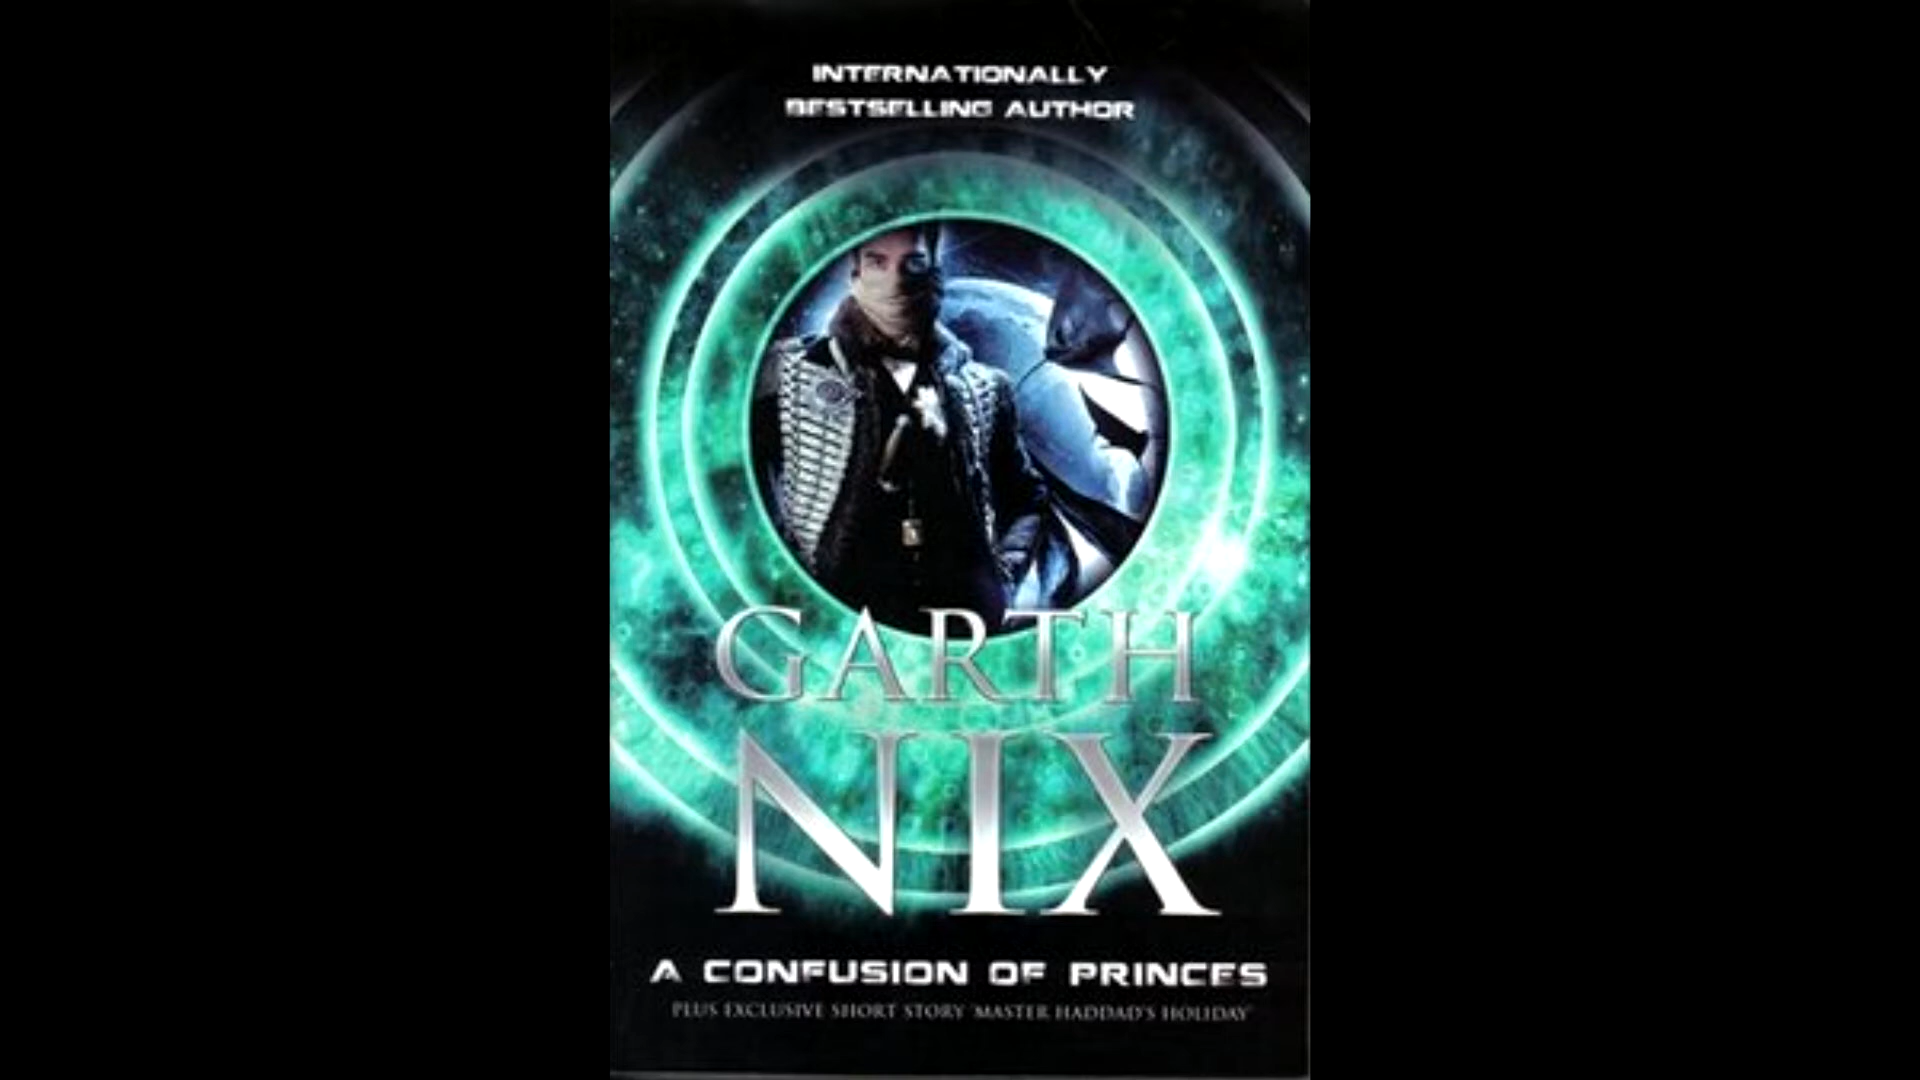 INTERNATIONALLY
BESTSELLING AUTHOR
GARTH
NIX
A CONFUSION OF PRINCES
PLUS EXCLUSIVE SHORT STORY 'MASTER HADDAD'S HOLIDAY'